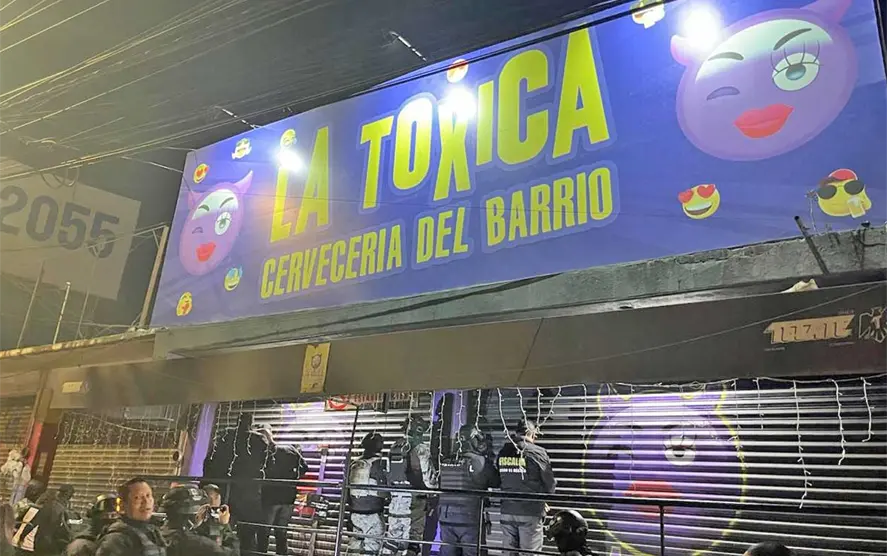 LA TOXiCA
CERVECERIA DEL BARRIO
2055
FISCALÍA